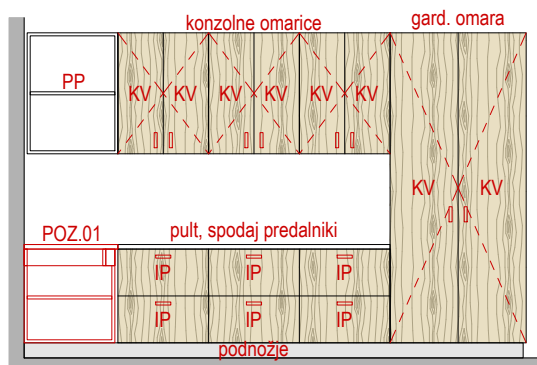 konzolne omarice
gard. omara
PP
KV KV KV KV KV KV
KV KV
POZ.01
pult, spodaj predalniki
IP IP IP
IP IP IP
podnožje